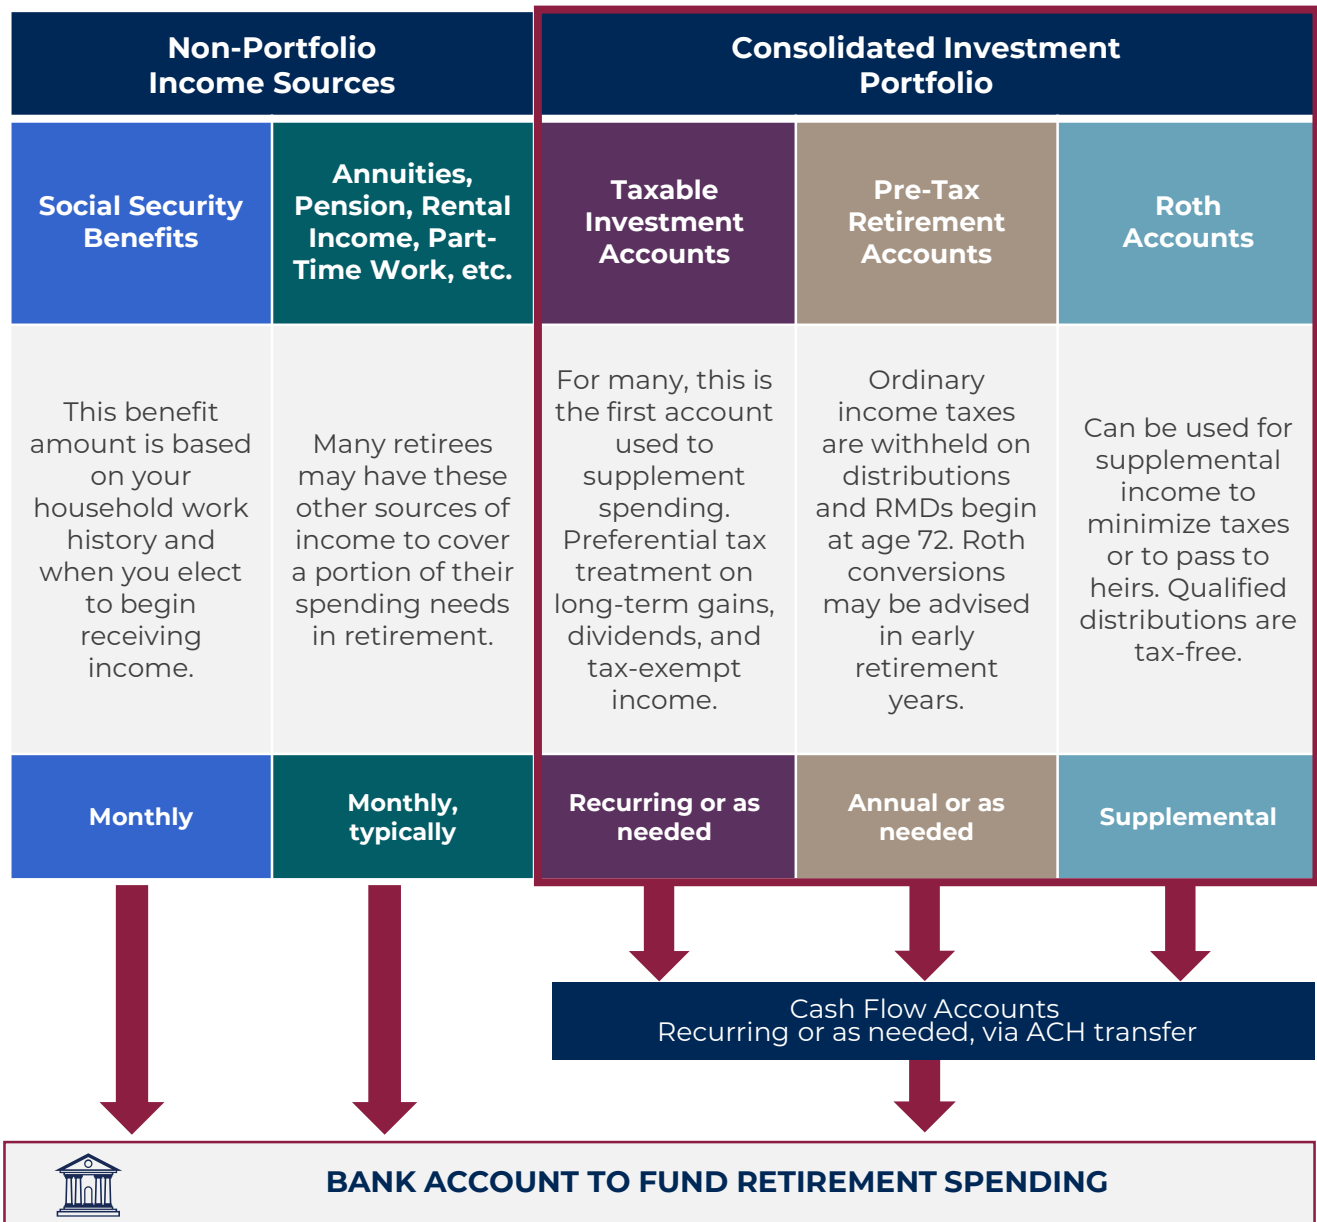 Non-Portfolio
Income Sources
Consolidated Investment
Portfolio
Social Security
Benefits
Annuities,
Pension, Rental
Income, Part-
Time Work, etc.
Taxable
Investment
Accounts
Pre-Tax
Retirement
Accounts
Roth
Accounts
This benefit
amount is based
on your
household work
history and
when you elect
to begin
receiving
income.
Many retirees
may have these
other sources of
income to cover
a portion of their
spending needs
in retirement.
For many, this is
the first account
used to
supplement
spending.
Preferential tax
treatment on
long-term gains,
dividends, and
tax-exempt
income.
Ordinary
income taxes
are withheld on
distributions
and RMDs begin
at age 72. Roth
conversions
may be advised
in early
retirement
years.
Can be used for
supplemental
income to
minimize taxes
or to pass to
heirs. Qualified
distributions are
tax-free.
Monthly
Monthly,
typically
Recurring or as
needed
Annual or as
needed
Supplemental
Cash Flow Accounts
Recurring or as needed, via ACH transfer
BANK ACCOUNT TO FUND RETIREMENT SPENDING